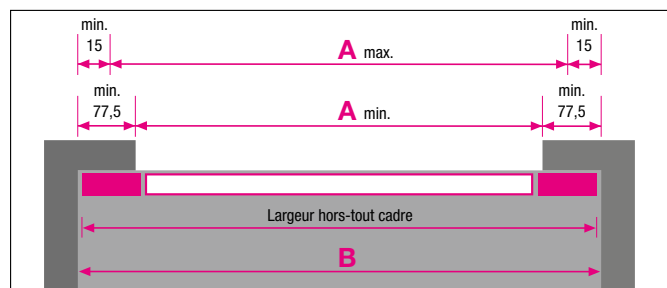 min. min.
15 A max. 15
min. min.
77,5 A min. 77,5
Largeur hors-tout cadre
B